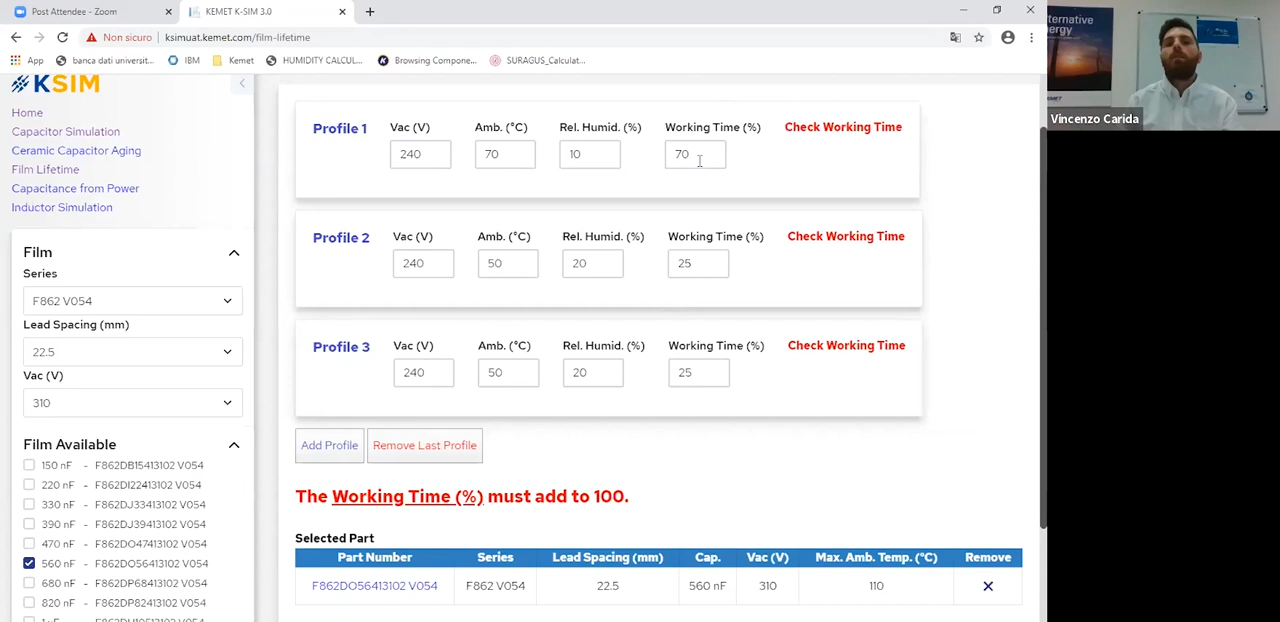 Post Attendee - Zoom
KEMET K-SIM 3.0
Non sicuro
ksimuat.kemet.com/film-lifetime
App
banca dati universit...
IBM
Kemet
HUMIDITY CALCUL...
Browsing Compone...
SURAGUS_Calculat...
KSIM
Home
Capacitor Simulation
Ceramic Capacitor Aging
Film Lifetime
Capacitance from Power
Inductor Simulation
Film
Series
F862 V054
Lead Spacing (mm)
22.5
Vac (V)
310
Film Available
150 nF - F862DB15413102 V054
220 nF - F862DI22413102 V054
330 nF - F862DJ33413102 V054
390 nF - F862DJ39413102 V054
470 nF - F862DO47413102 V054
560 nF - F862DO56413102 V054
680 nF - F862DP68413102 V054
820 nF - F862DP82413102 V054
Profile 1
Vac (V) Amb. (°C) Rel. Humid. (%) Working Time (%) Check Working Time
240 70 10 70
Profile 2
Vac (V) Amb. (°C) Rel. Humid. (%) Working Time (%) Check Working Time
240 50 20 25
Profile 3
Vac (V) Amb. (°C) Rel. Humid. (%) Working Time (%) Check Working Time
240 50 20 25
Add Profile
Remove Last Profile
The Working Time (%) must add to 100.
Selected Part
Part Number Series Lead Spacing (mm) Cap. Vac (V) Max. Amb. Temp. (°C) Remove
F862DO56413102 V054 F862 V054 22.5 560 nF 310 110
Vincenzo Carida